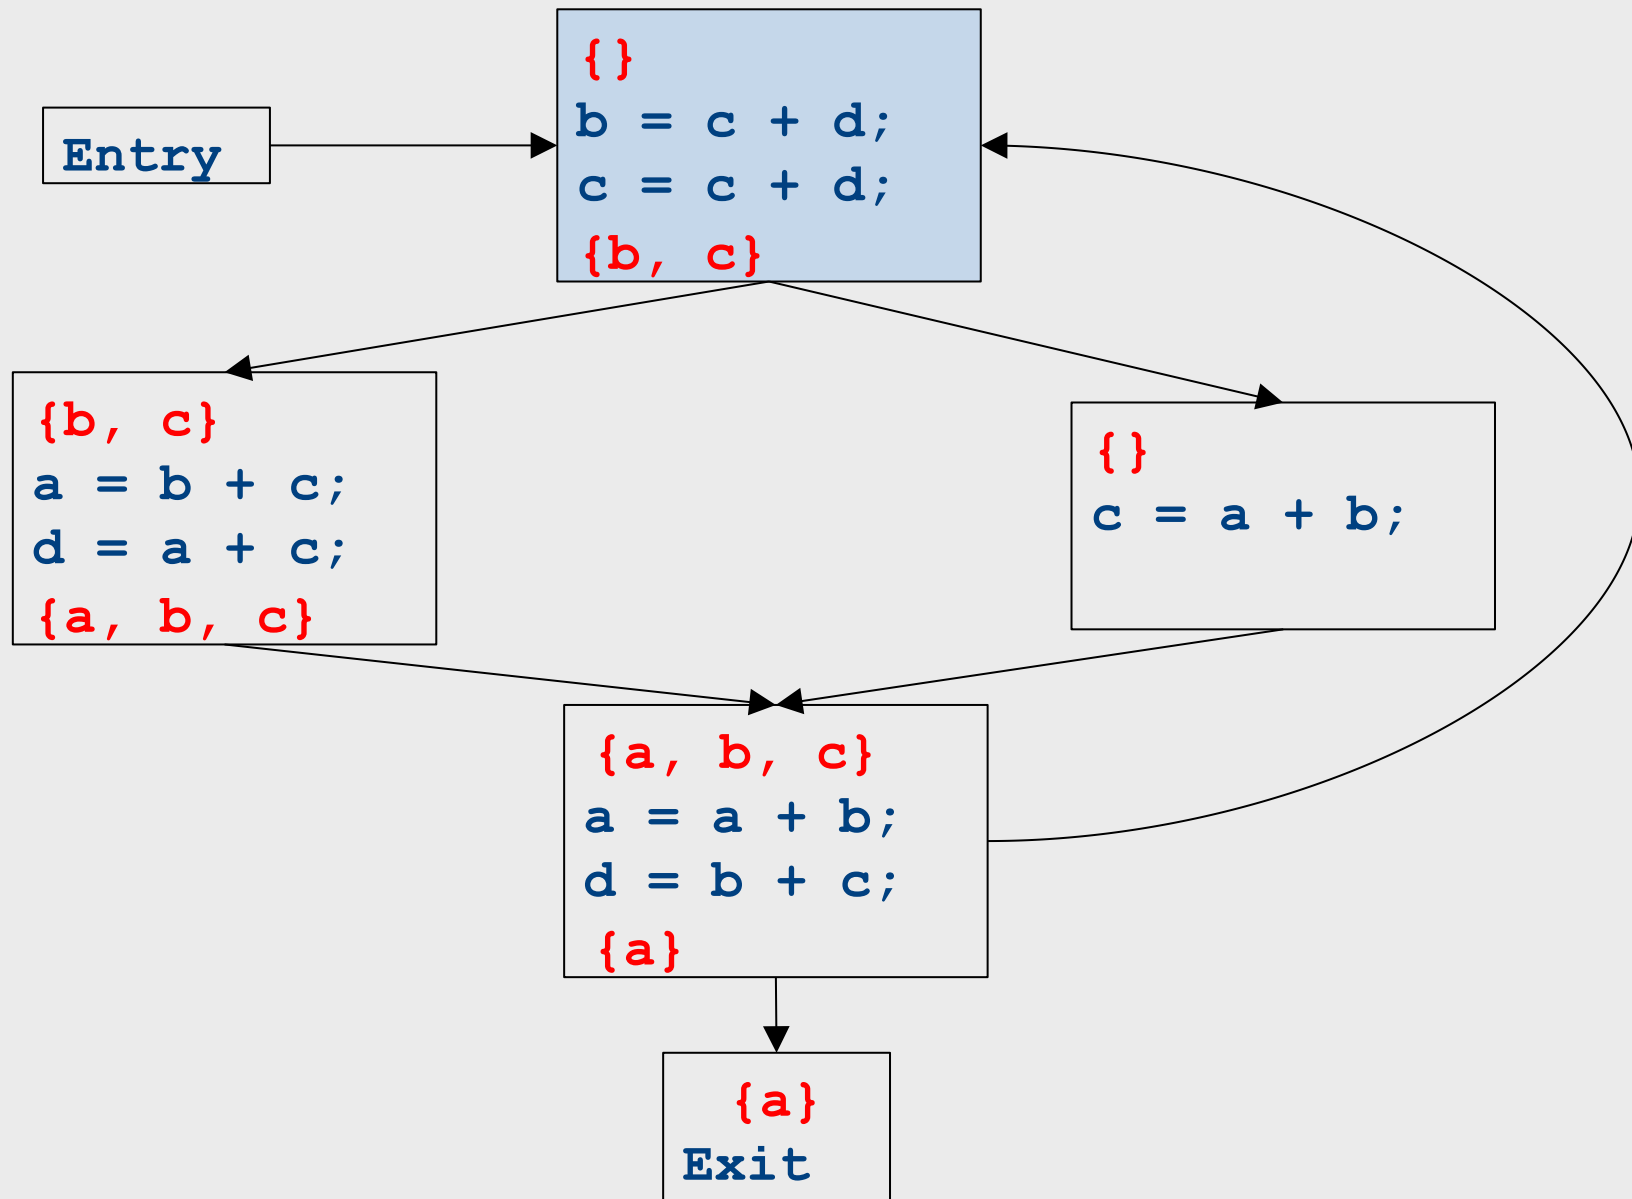 {}
b = c + d;
c = c + d;
{b, c}
Entry
{b, c}
a = b + c;
d = a + c;
{a, b, c}
{}
c = a + b;
{a, b, c}
a = a + b;
d = b + c;
{a}
{a}
Exit